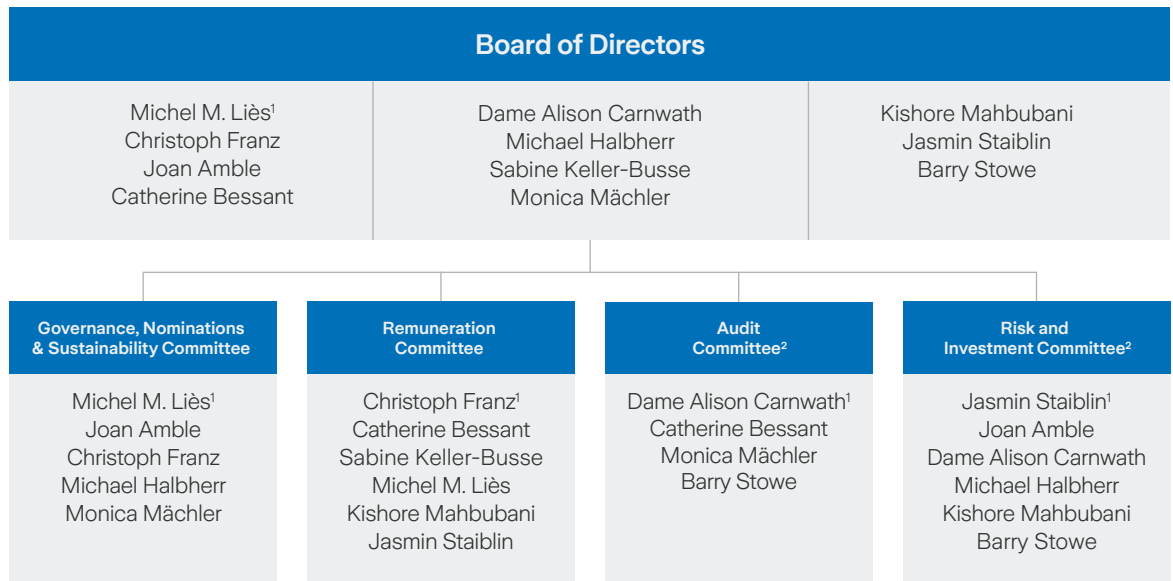 Board of Directors
Michel M. Liès¹
Christoph Franz
Joan Amble
Catherine Bessant
Dame Alison Carnwath
Michael Halbherr
Sabine Keller-Busse
Monica Mächler
Kishore Mahbubani
Jasmin Staiblin
Barry Stowe
Governance, Nominations
& Sustainability Committee
Michel M. Liès¹
Joan Amble
Christoph Franz
Michael Halbherr
Monica Mächler
Remuneration
Committee
Christoph Franz¹
Catherine Bessant
Sabine Keller-Busse
Michel M. Liès
Kishore Mahbubani
Jasmin Staiblin
Audit
Committee²
Dame Alison Carnwath¹
Catherine Bessant
Monica Mächler
Barry Stowe
Risk and
Investment Committee²
Jasmin Staiblin¹
Joan Amble
Dame Alison Carnwath
Michael Halbherr
Kishore Mahbubani
Barry Stowe